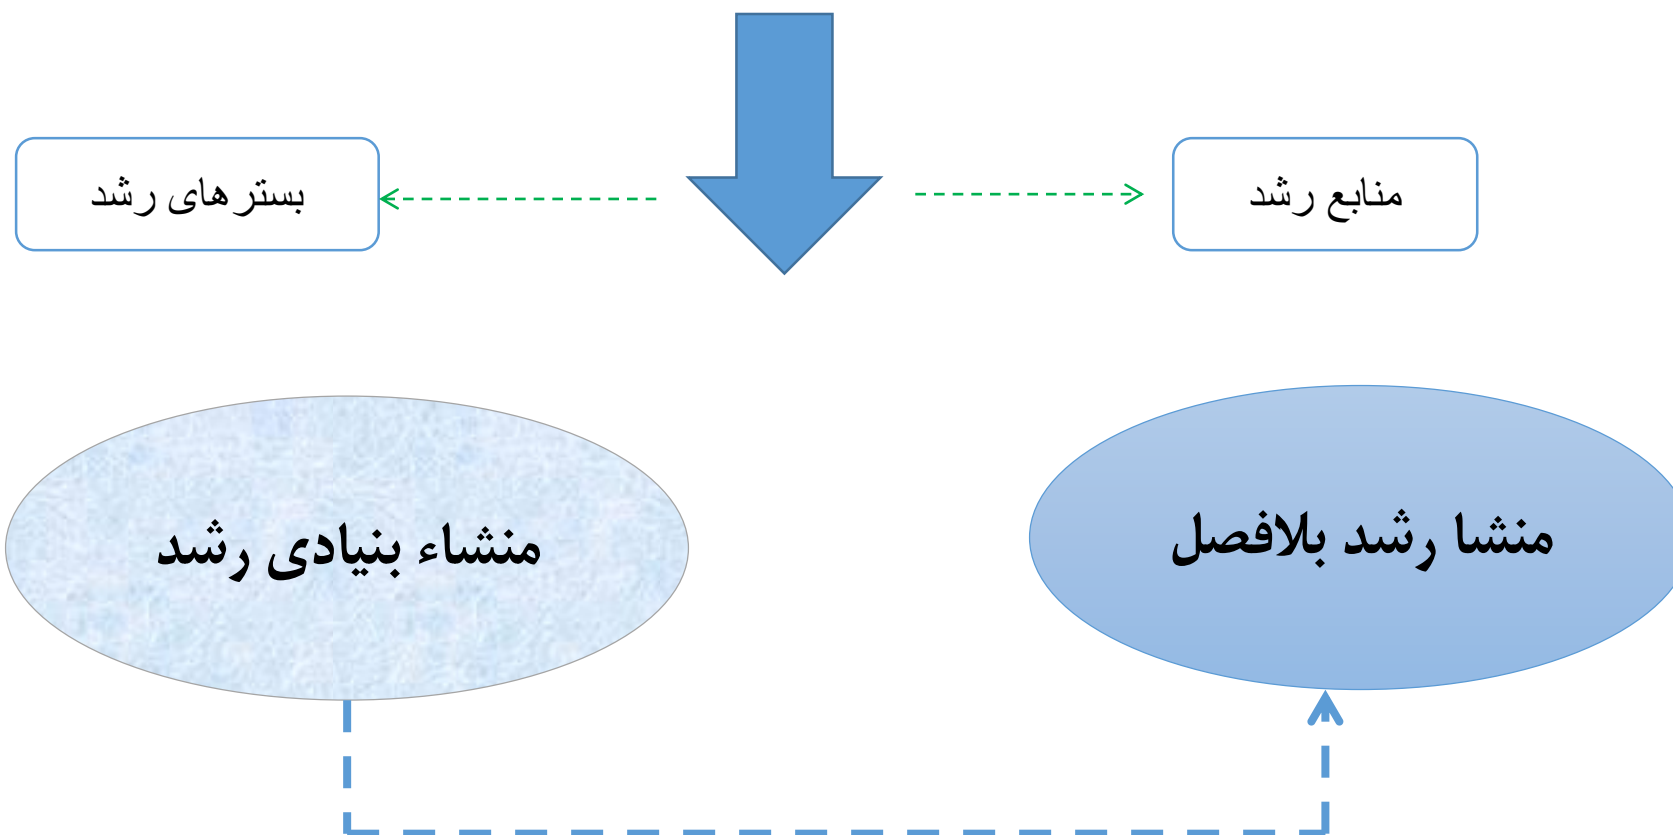 منابع رشد
بسترهای رشد
منشا رشد بلافصل
منشاء بنیادی رشد